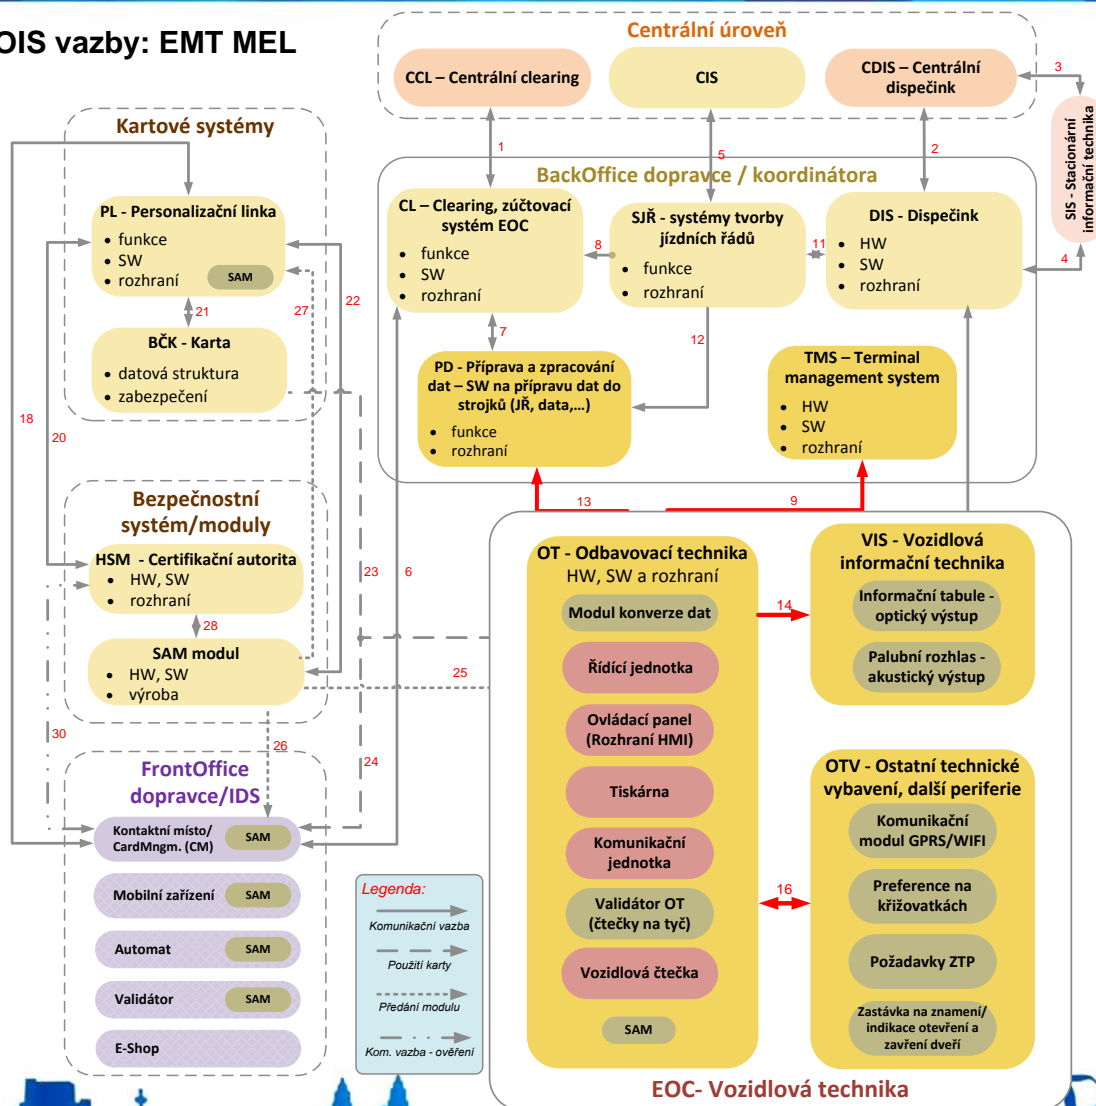 OIS vazby: EMT MEL
Centrální úroveň
CCL – Centrální clearing
CIS
CDIS – Centrální
dispečink
3
SIS - Stacionární
informační technika
Kartové systémy
1
5
2
BackOffice dopravce / koordinátora
PL - Personalizační linka
• funkce
• SW
• rozhraní
SAM
CL – Clearing, zúčtovací
systém EOC
• funkce
• SW
• rozhraní
8
SJŘ - systémy tvorby
jízdních řádů
• funkce
• rozhraní
11
DIS - Dispečink
• HW
• SW
• rozhraní
4
21
27
22
BČK - Karta
• datová struktura
• zabezpečení
7
12
PD - Příprava a zpracování
dat – SW na přípravu dat do
strojků (JŘ, data,...)
• funkce
• rozhraní
TMS – Terminal
management system
• HW
• SW
• rozhraní
18
20
13
9
Bezpečnostní
systém/moduly
HSM - Certifikační autorita
• HW, SW
• rozhraní
28
SAM modul
• HW, SW
• výroba
23
6
25
30
26
24
OT - Odbavovací technika
HW, SW a rozhraní
Modul konverze dat
Řídící jednotka
Ovládací panel
(Rozhraní HMI)
Tiskárna
Komunikační
jednotka
Validátor OT
(čtečky na tyč)
Vozidlová čtečka
SAM
14
VIS - Vozidlová
informační technika
Informační tabule -
optický výstup
Palubní rozhlas -
akustický výstup
16
OTV - Ostatní technické
vybavení, další periferie
Komunikační
modul GPRS/WIFI
Preference na
křižovatkách
Požadavky ZTP
Zastávka na znamení/
indikace otevření a
zavření dveří
EOC- Vozidlová technika
FrontOffice
dopravce/IDS
Kontaktní místo/
CardMngm. (CM)
SAM
Mobilní zařízení
SAM
Automat
SAM
Validátor
SAM
E-Shop
Legenda:
Komunikační vazba
Použití karty
Předání modulu
Kom. vazba - ověření